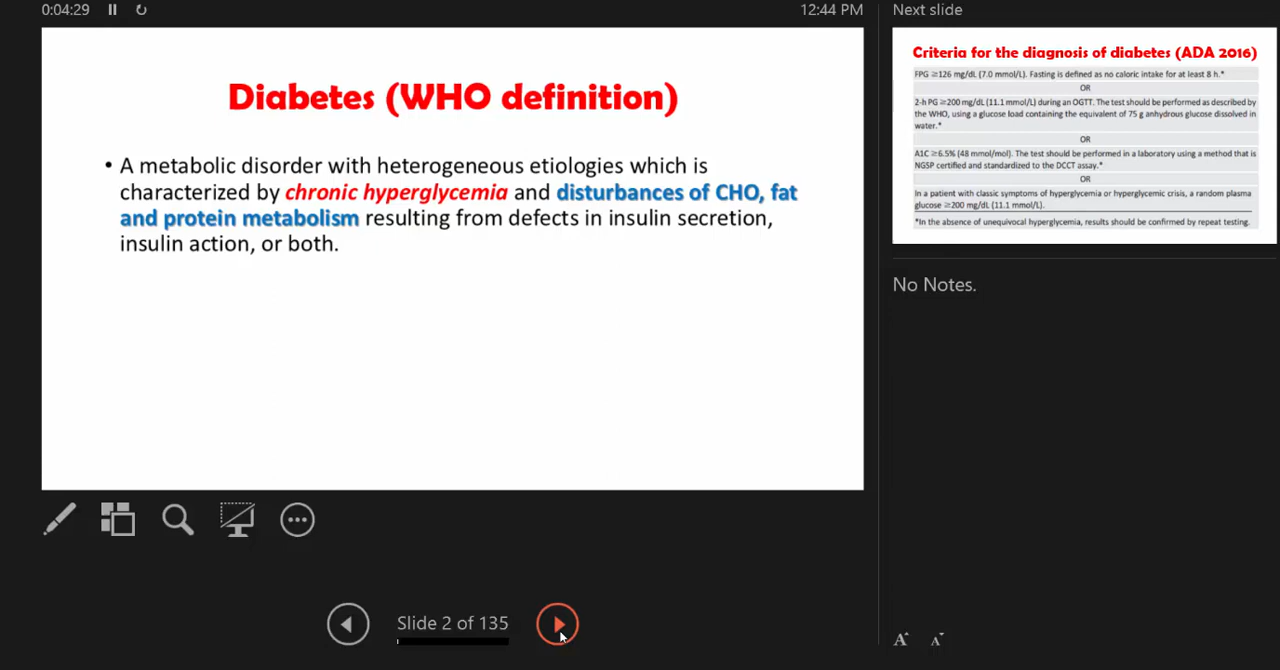 0:04:29
12:44 PM
Diabetes (WHO definition)
• A metabolic disorder with heterogeneous etiologies which is
characterized by chronic hyperglycemia and disturbances of CHO, fat
and protein metabolism resulting from defects in insulin secretion,
insulin action, or both.
Slide 2 of 135
Next slide
Criteria for the diagnosis of diabetes (ADA 2016)
FPG ≥126 mg/dL (7.0 mmol/L). Fasting is defined as no caloric intake for at least 8 h.*
OR
2-h PG ≥200 mg/dL (11.1 mmol/L) during an OGTT. The test should be performed as described by
the WHO, using a glucose load containing the equivalent of 75 g anhydrous glucose dissolved in
water.*
OR
A1C ≥6.5% (48 mmol/mol). The test should be performed in a laboratory using a method that is
NGSP certified and standardized to the DCCT assay.*
OR
In a patient with classic symptoms of hyperglycemia or hyperglycemic crisis, a random plasma
glucose ≥200 mg/dL (11.1 mmol/L).
*In the absence of unequivocal hyperglycemia, results should be confirmed by repeat testing.
No Notes.
A A